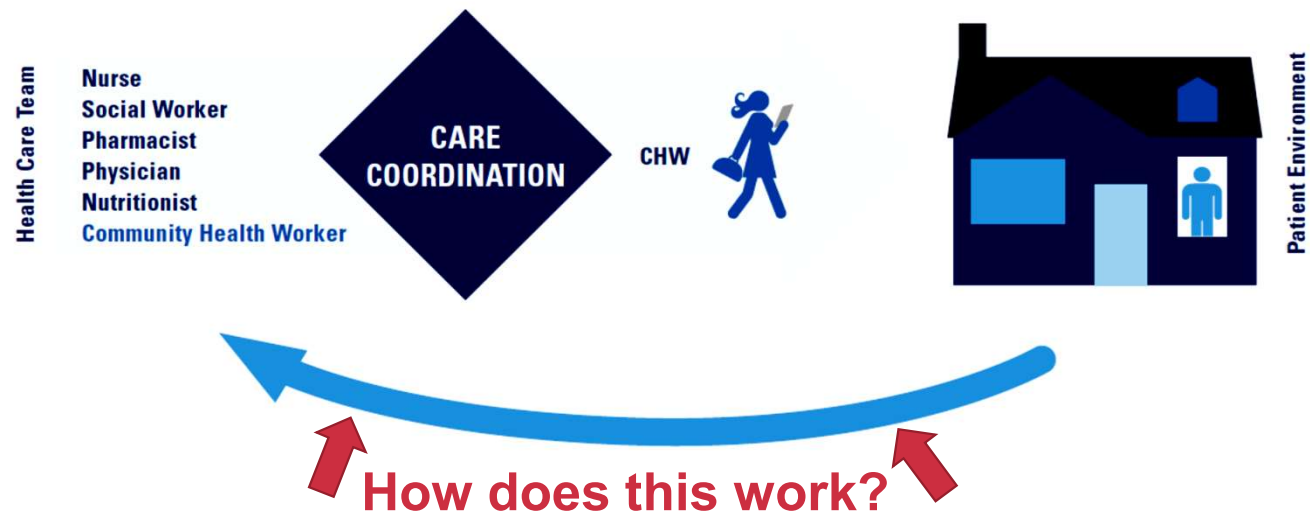 Health Care Team
Nurse
Social Worker
Pharmacist
Physician
Nutritionist
Community Health Worker
CARE
COORDINATION
CHW
Patient Environment
How does this work?